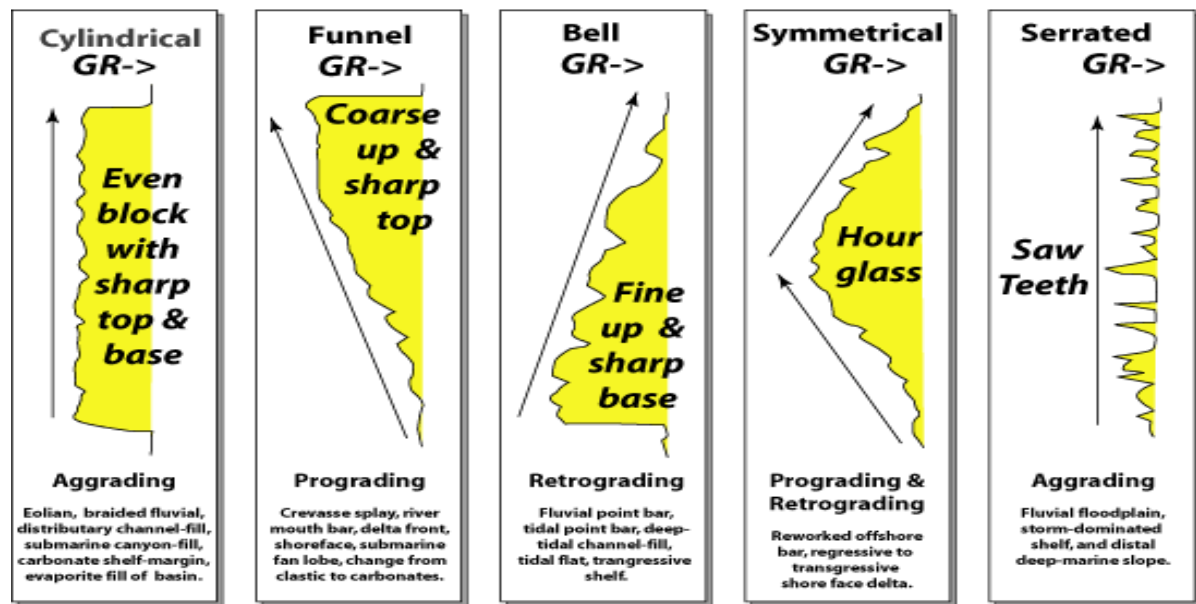 Cylindrical
GR->
Even
block
with
sharp
top &
base
Aggrading
Eolian, braided fluvial,
distributary channel-fill,
submarine canyon-fill,
carbonate shelf-margin,
evaporite fill of basin.
Funnel
GR->
Coarse
up &
sharp
top
Prograding
Crevasse splay, river
mouth bar, delta front,
shoreface, submarine
fan lobe, change from
clastic to carbonates.
Bell
GR->
Fine
up &
sharp
base
Retrograding
Fluvial point bar,
tidal point bar, deep-
tidal channel-fill,
tidal flat, trangressive
shelf.
Symmetrical
GR->
Hour
glass
Prograding &
Retrograding
Reworked offshore
bar, regressive to
transgressive
shore face delta.
Serrated
GR->
Saw
Teeth
Aggrading
Fluvial floodplain,
storm-dominated
shelf, and distal
deep-marine slope.